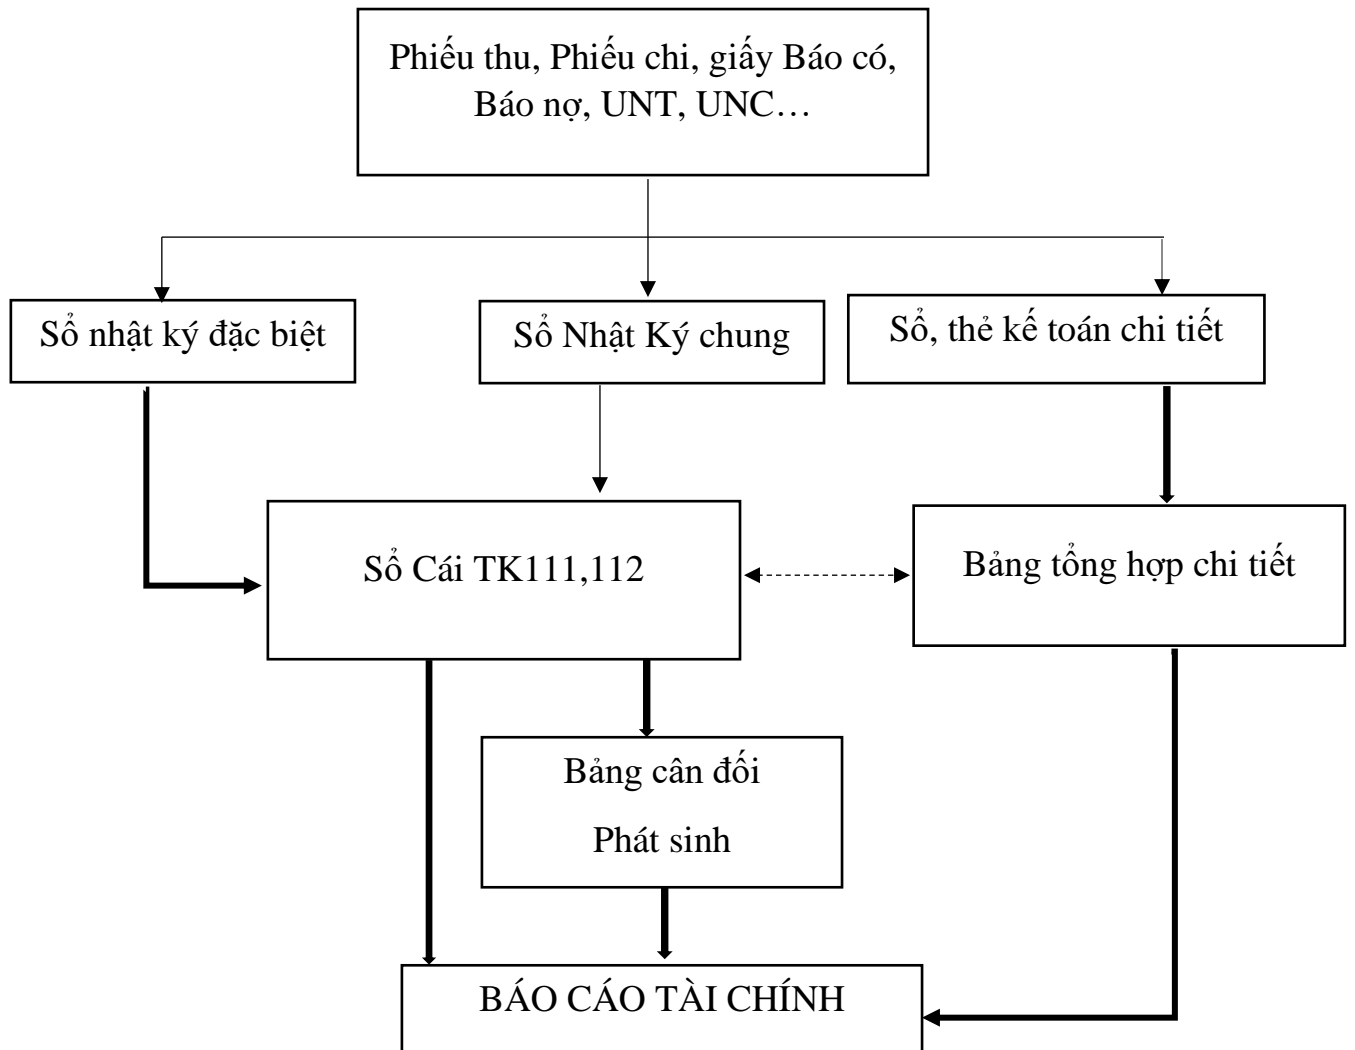 Phiếu thu, Phiếu chi, giấy Báo có,
Báo nợ, UNT, UNC…
Sổ nhật ký đặc biệt
Sổ Nhật Ký chung
Sổ, thẻ kế toán chi tiết
Sổ Cái TK111,112
Bảng tổng hợp chi tiết
Bảng cân đối
Phát sinh
BÁO CÁO TÀI CHÍNH